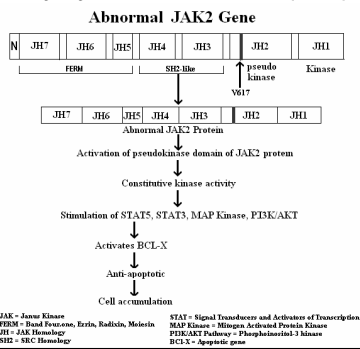 Abnormal JAK2 Gene
N JH7 JH6 JH5 JH4 JH3 JH2 JH1
FERM SH2-like pseudo kinase Kinase
V617
JH7 JH6 JH5 JH4 JH3 JH2 JH1
Abnormal JAK2 Protein
Activation of pseudokinase domain of JAK2 protein
Constitutive kinase activity
Stimulation of STAT5, STAT3, MAP Kinase, PI3K/AKT
Activates BCL-X
Anti-apoptotic
Cell accumulation
JAK = Janus Kinase
FERM = Band Four.one, Errin, Radixin, Moiesin
JH = JAK Homology
SH2 = SRC Homology
STAT = Signal Transducers and Activators of Transcription
MAP Kinase = Mitogen Activated Protein Kinase
PI3K/AKT Pathway = Phosphoinositol-3 kinase
BCl-X = Apoptotic gene